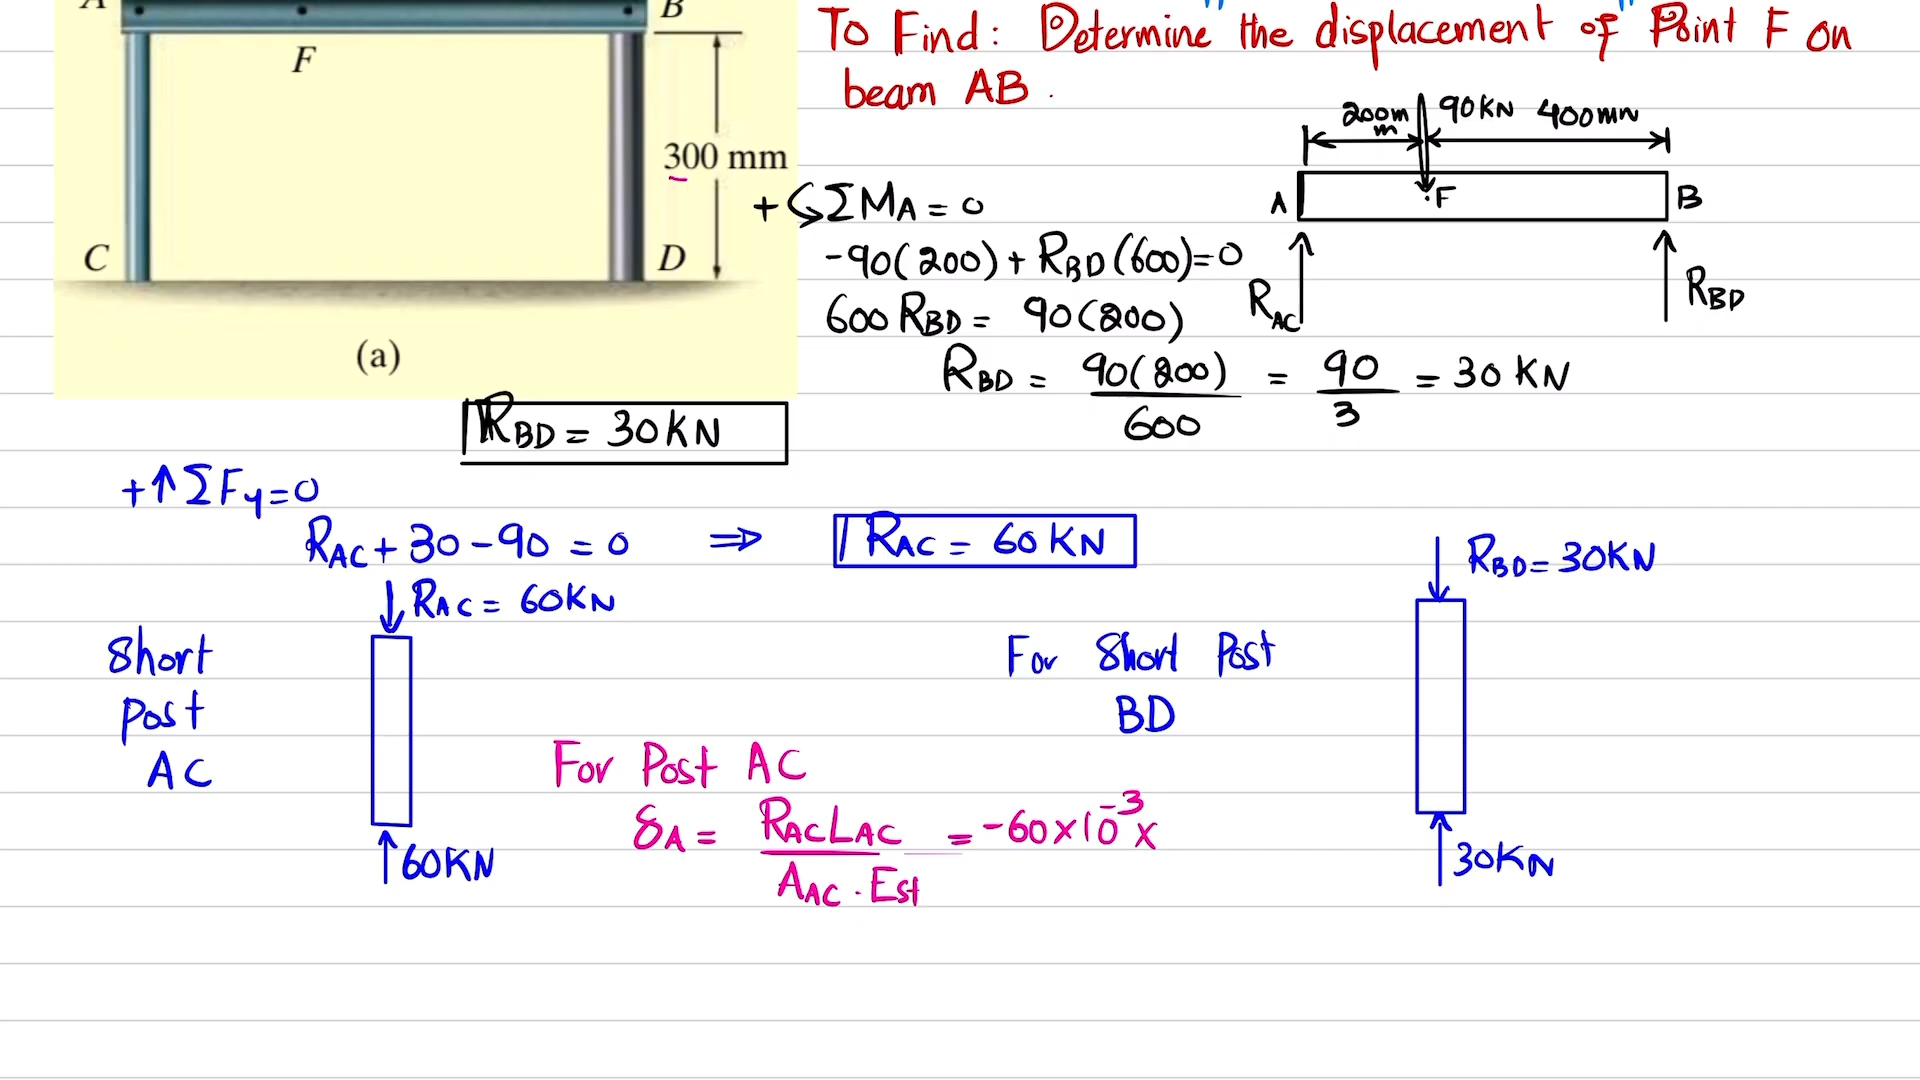 A
B
F
300 mm
C
D
(a)
To Find: Determine the displacement of Point F on
beam AB.
200mm
90KN
400mm
A
F
B
RAC
RBD
+ ΣMA = 0
-90(200) + RBD(600)=0
600 RBD = 90(200)
RBD = 90(200)/600 = 90/3 = 30 KN
RBD = 30KN
+↑ΣFy=0
RAC + 30 - 90 = 0 ⇒ RAC = 60 KN
↓RAC = 60KN
Short
post
AC
↑60KN
For Post AC
δA = RACLAC/AAC . Est = -60×10^-3 ×
For Short Post
BD
↓RBD = 30KN
↑30KN